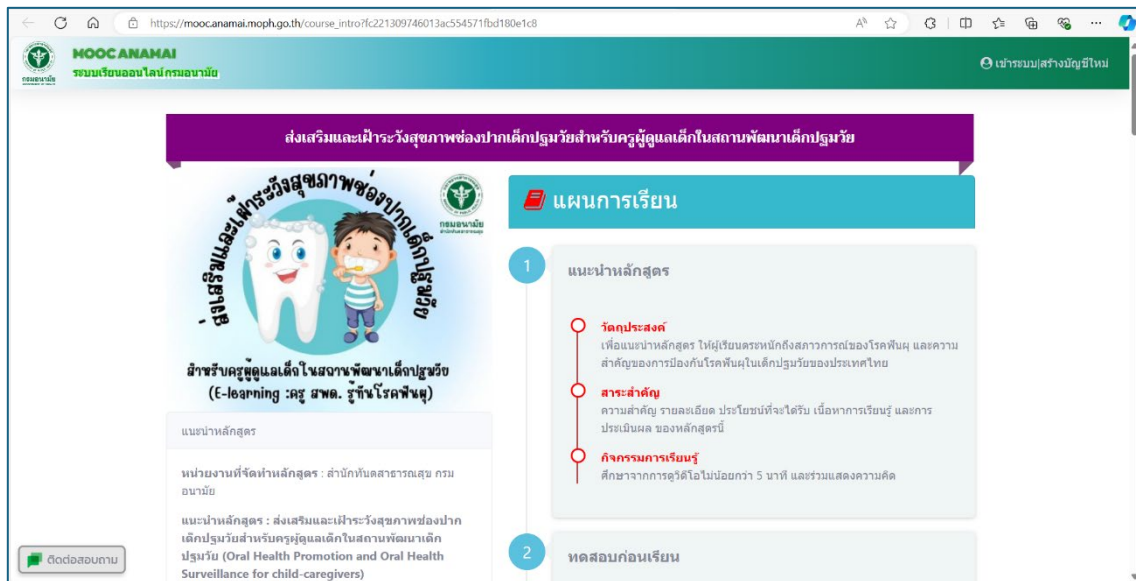 https://mooc.anamai.moph.go.th/course_intro?fc221309746013ac554571fbd180e1c8
MOOC ANAMAI
ระบบเรียนออนไลน์กรมอนามัย
กรมอนามัย
เข้าระบบ|สร้างบัญชีใหม่
ส่งเสริมและเฝ้าระวังสุขภาพช่องปากเด็กปฐมวัยสำหรับครูผู้ดูแลเด็กในสถานพัฒนาเด็กปฐมวัย
ส่งเสริมและเฝ้าระวังสุขภาพช่องปากเด็กปฐมวัย
กรมอนามัย
สำหรับครูผู้ดูแลเด็กในสถานพัฒนาเด็กปฐมวัย
(E-learning :ครู สพด. รู้ทันโรคฟันผุ)
แนะนำหลักสูตร
หน่วยงานที่จัดทำหลักสูตร : สำนักทันตสาธารณสุข กรม
อนามัย
แนะนำหลักสูตร : ส่งเสริมและเฝ้าระวังสุขภาพช่องปาก
เด็กปฐมวัยสำหรับครูผู้ดูแลเด็กในสถานพัฒนาเด็ก
ปฐมวัย (Oral Health Promotion and Oral Health
Surveillance for child-caregivers)
แผนการเรียน
1
แนะนำหลักสูตร
วัตถุประสงค์
เพื่อแนะนำหลักสูตร ให้ผู้เรียนตระหนักถึงสภาวการณ์ของโรคฟันผุ และความ
สำคัญของการป้องกันโรคฟันผุในเด็กปฐมวัยของประเทศไทย
สาระสำคัญ
ความสำคัญ รายละเอียด ประโยชน์ที่จะได้รับ เนื้อหาการเรียนรู้ และการ
ประเมินผล ของหลักสูตรนี้
กิจกรรมการเรียนรู้
ศึกษาจากการดูวิดีโอไม่น้อยกว่า 5 นาที และร่วมแสดงความคิด
2
ทดสอบก่อนเรียน
ติดต่อสอบถาม